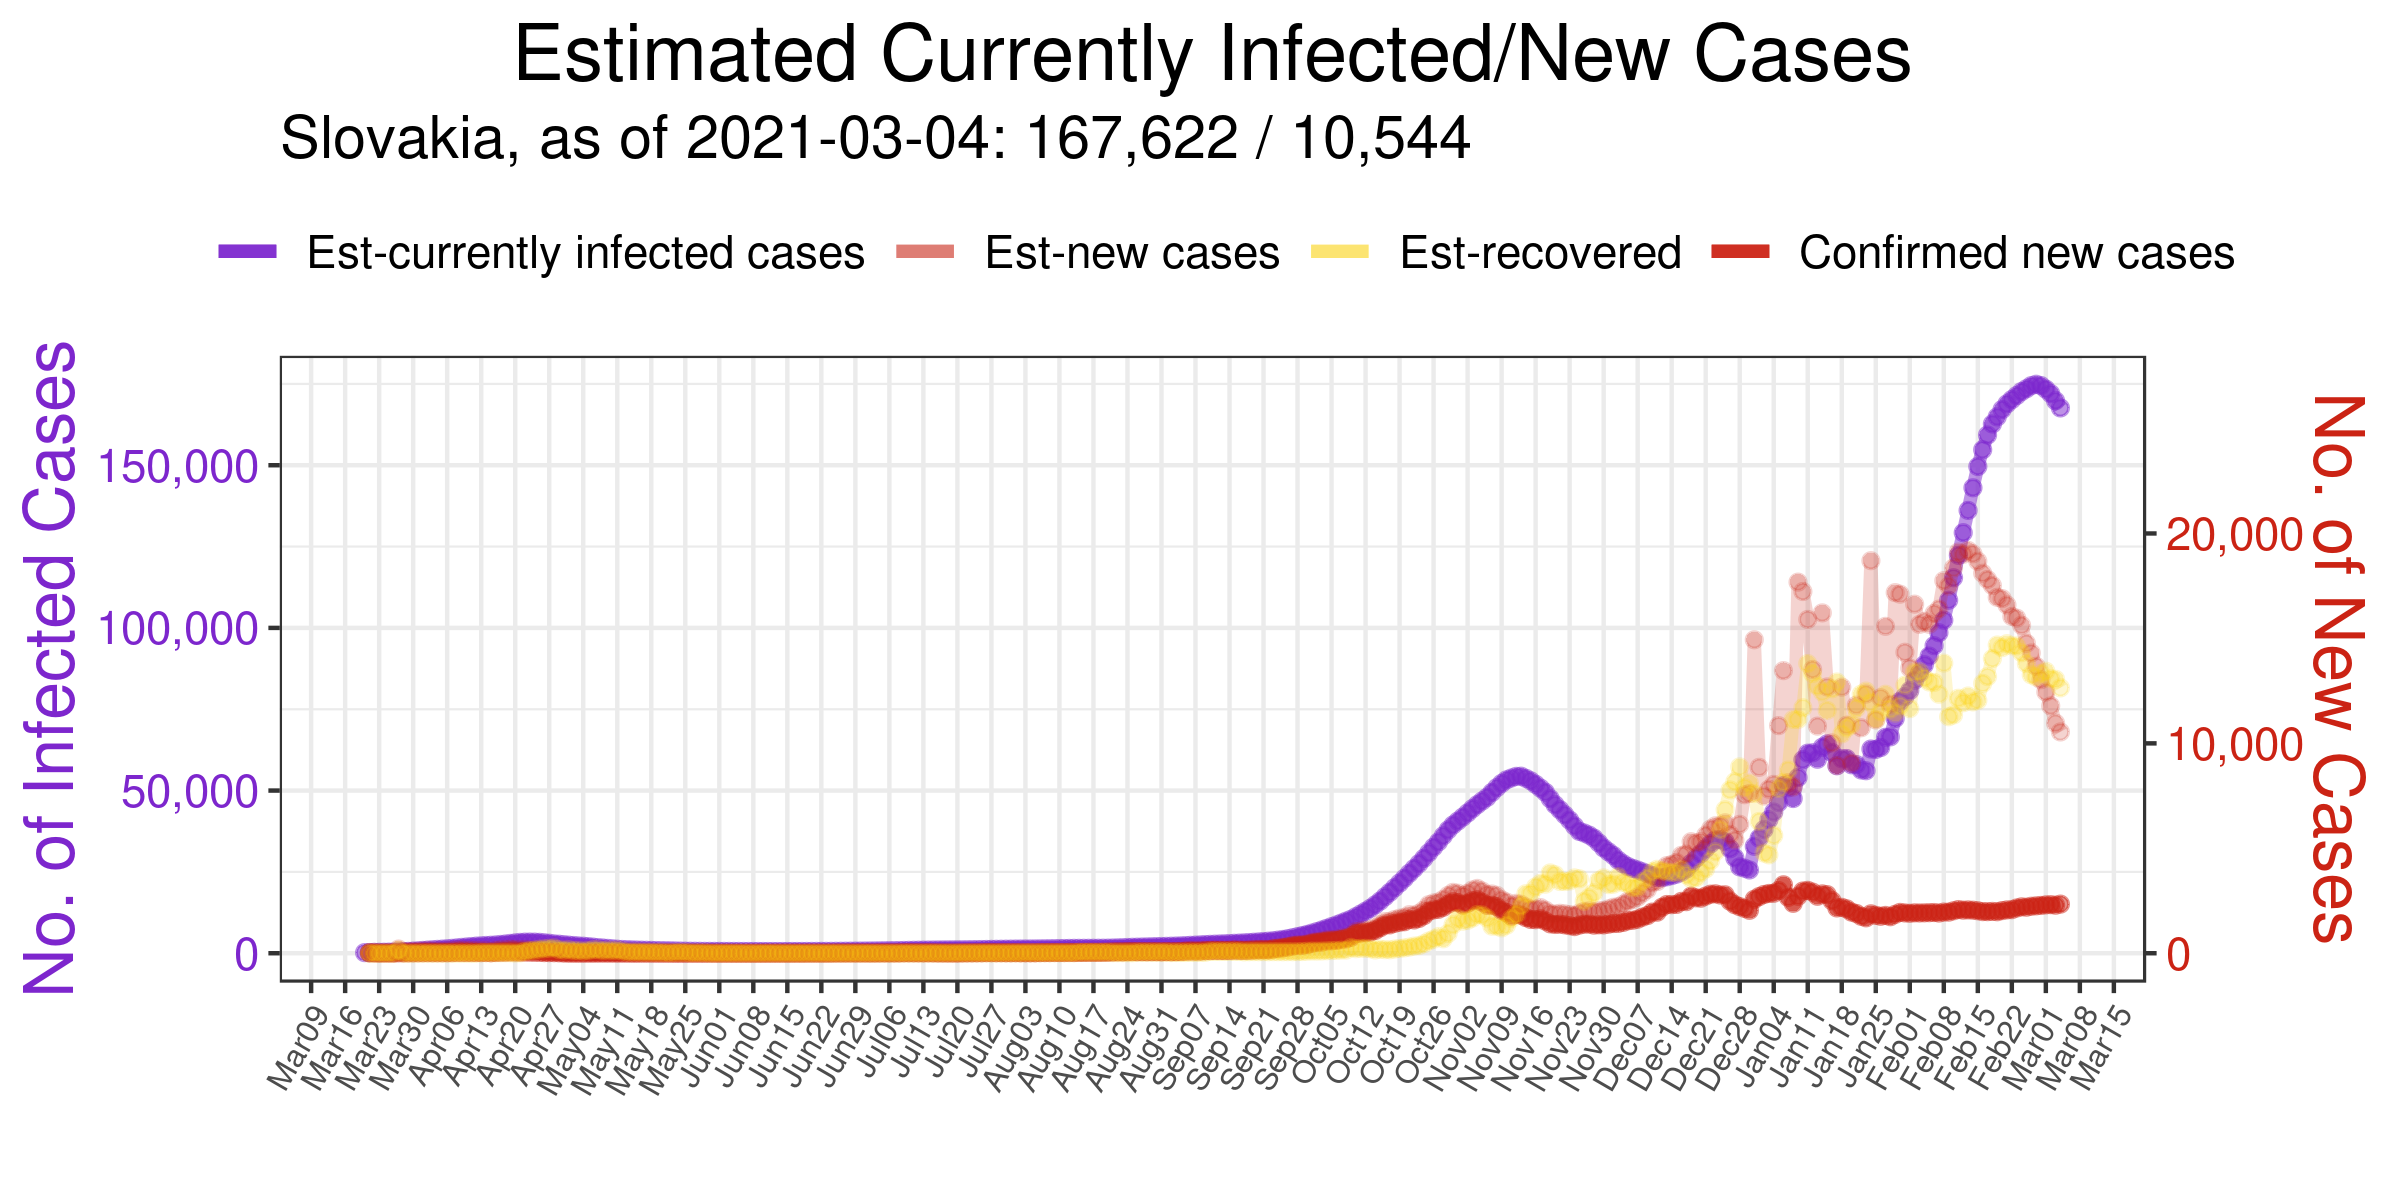 Estimated Currently Infected/New Cases
Slovakia, as of 2021-03-04: 167,622 / 10,544
Est-currently infected cases Est-new cases Est-recovered Confirmed new cases
No. of Infected Cases
150,000
100,000
50,000
0
20,000
10,000
0
No. of New Cases
Mar09 Mar16 Mar23 Mar30 Apr06 Apr13 Apr20 Apr27 May04 May11 May18 May25 Jun01 Jun08 Jun15 Jun22 Jun29 Jul06 Jul13 Jul20 Jul27 Aug03 Aug10 Aug17 Aug24 Aug31 Sep07 Sep14 Sep21 Sep28 Oct05 Oct12 Oct19 Oct26 Nov02 Nov09 Nov16 Nov23 Nov30 Dec07 Dec14 Dec21 Dec28 Jan04 Jan11 Jan18 Jan25 Feb01 Feb08 Feb15 Feb22 Mar01 Mar08 Mar15